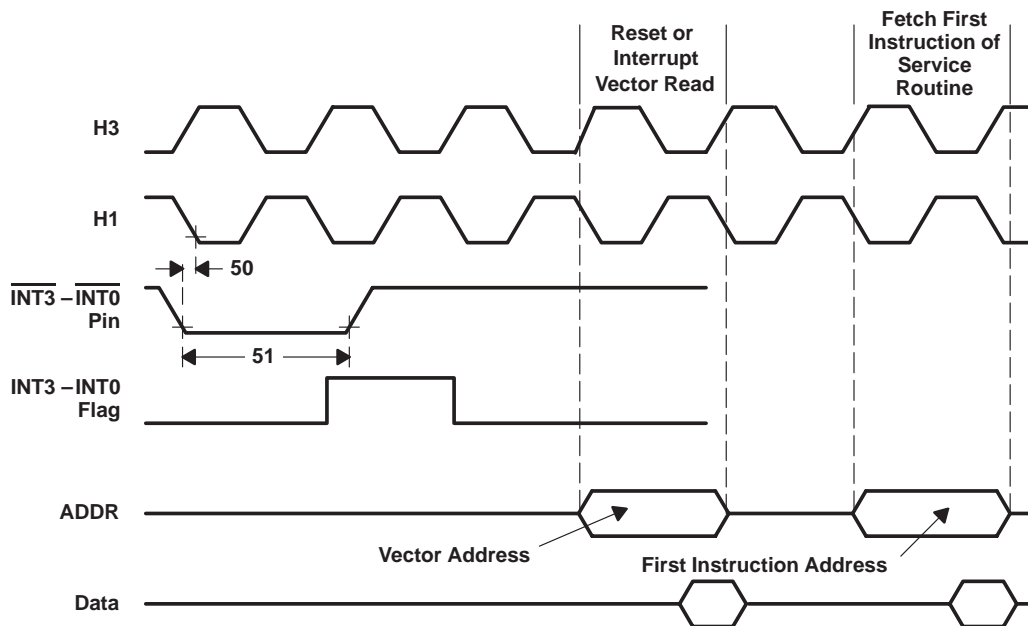 Reset or
Interrupt
Vector Read
Fetch First
Instruction of
Service
Routine
H3
H1
50
INT3 – INT0
Pin
51
INT3 – INT0
Flag
ADDR
Vector Address
First Instruction Address
Data